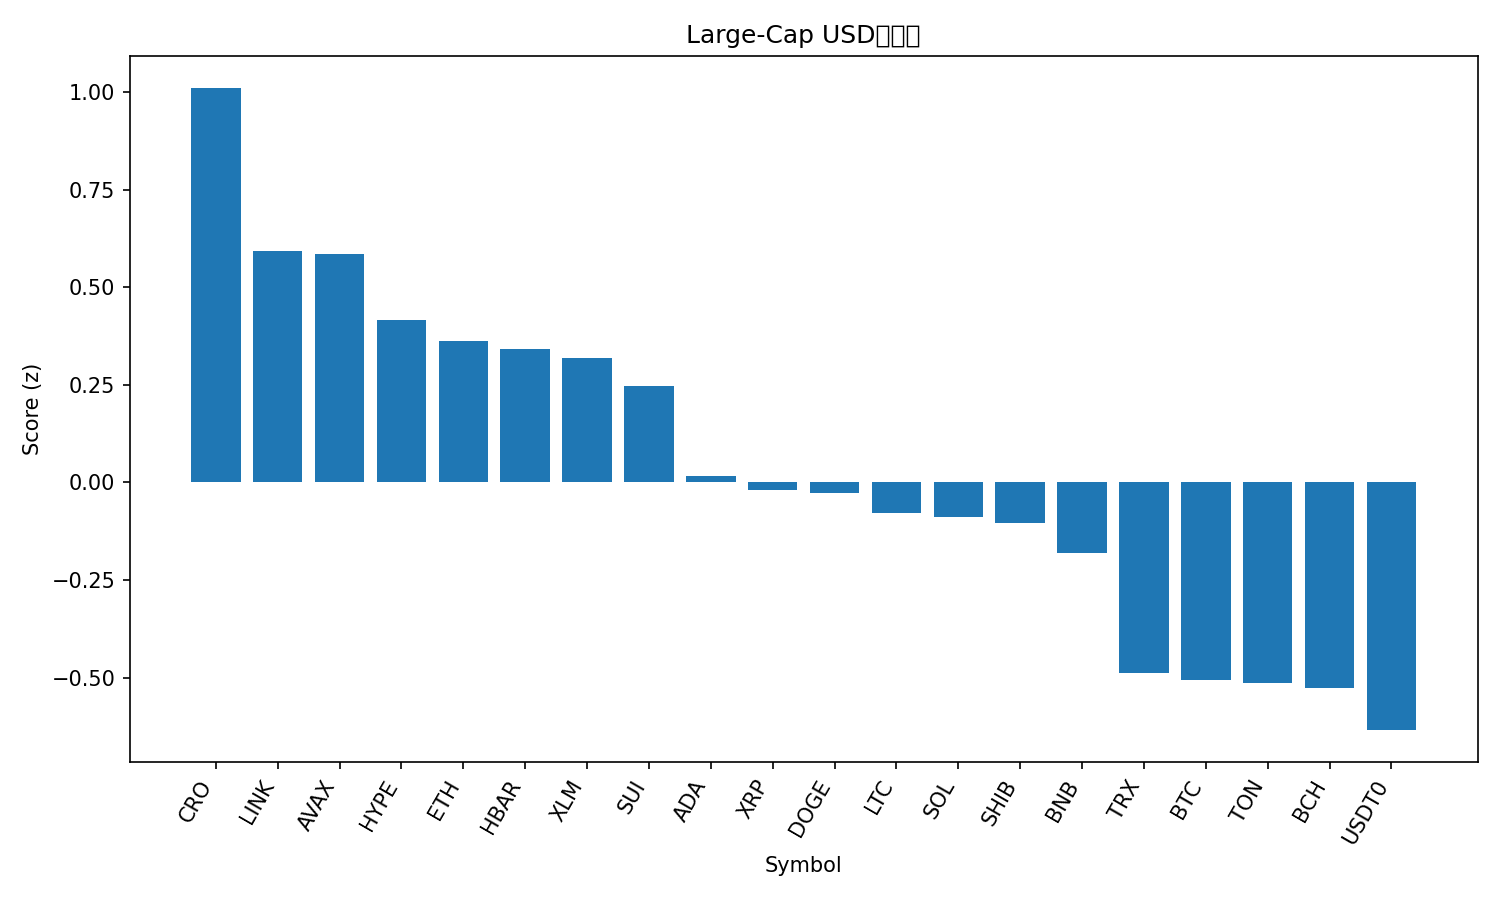 Large-Cap USD
1.00
0.75
0.50
0.25
0.00
−0.25
−0.50
Score (z)
CRO
LINK
AVAX
HYPE
ETH
HBAR
XLM
SUI
ADA
XRP
DOGE
LTC
SOL
SHIB
BNB
TRX
BTC
TON
BCH
USDT0
Symbol